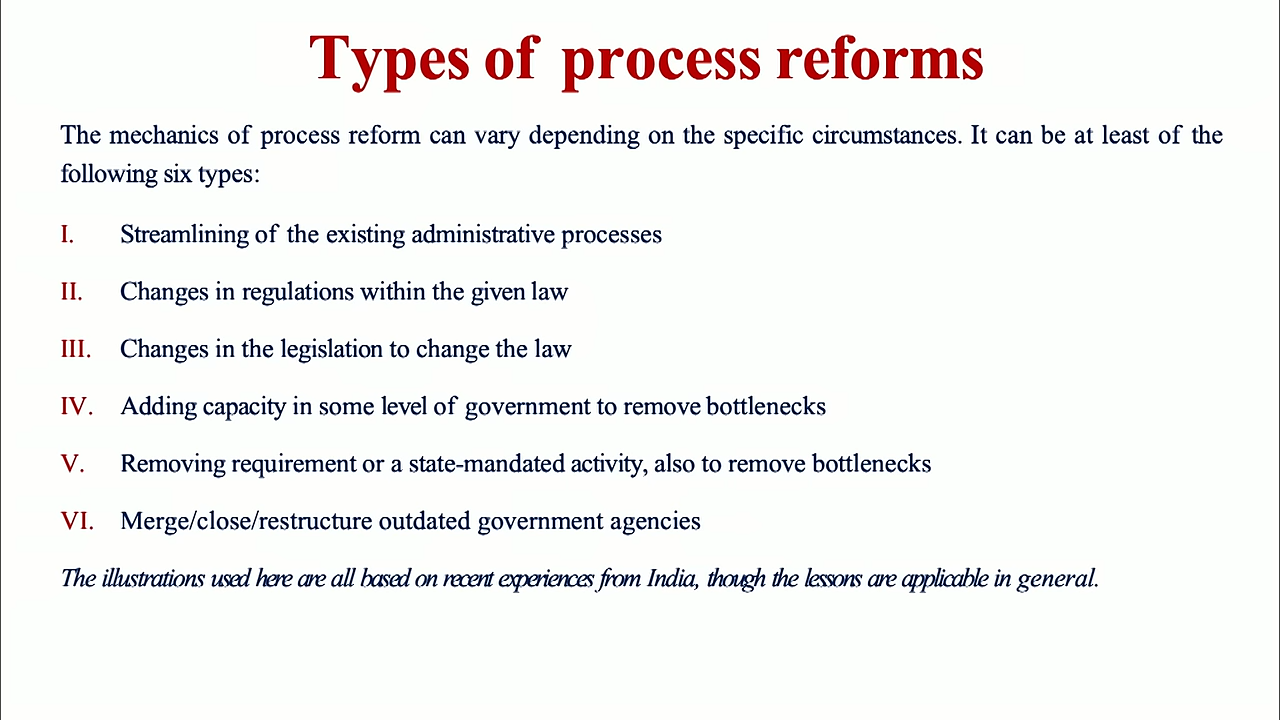 Types of process reforms
The mechanics of process reform can vary depending on the specific circumstances. It can be at least of the
following six types:
I. Streamlining of the existing administrative processes
II. Changes in regulations within the given law
III. Changes in the legislation to change the law
IV. Adding capacity in some level of government to remove bottlenecks
V. Removing requirement or a state-mandated activity, also to remove bottlenecks
VI. Merge/close/restructure outdated government agencies
The illustrations used here are all based on recent experiences from India, though the lessons are applicable in general.